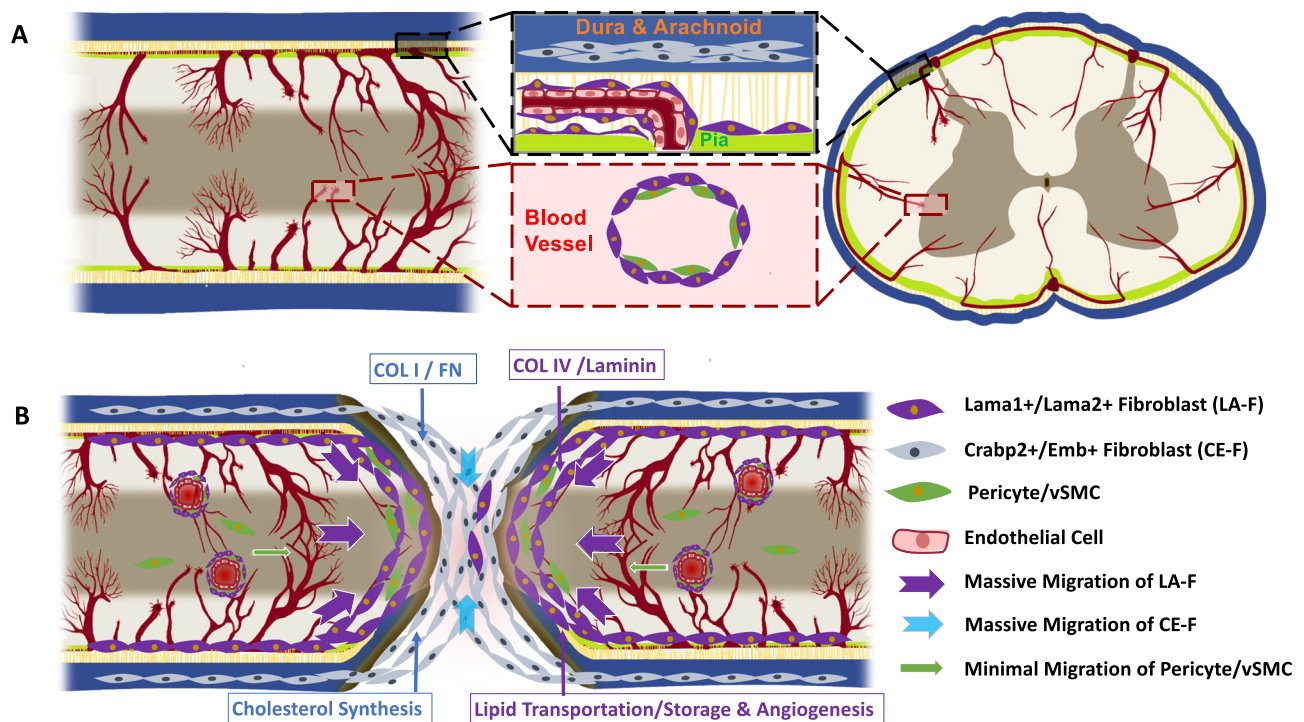 A
Dura & Arachnoid
Pia
Blood
Vessel
B
COL I / FN
COL IV /Laminin
Cholesterol Synthesis
Lipid Transportation/Storage & Angiogenesis
Lama1+/Lama2+ Fibroblast (LA-F)
Crabp2+/Emb+ Fibroblast (CE-F)
Pericyte/vSMC
Endothelial Cell
Massive Migration of LA-F
Massive Migration of CE-F
Minimal Migration of Pericyte/vSMC